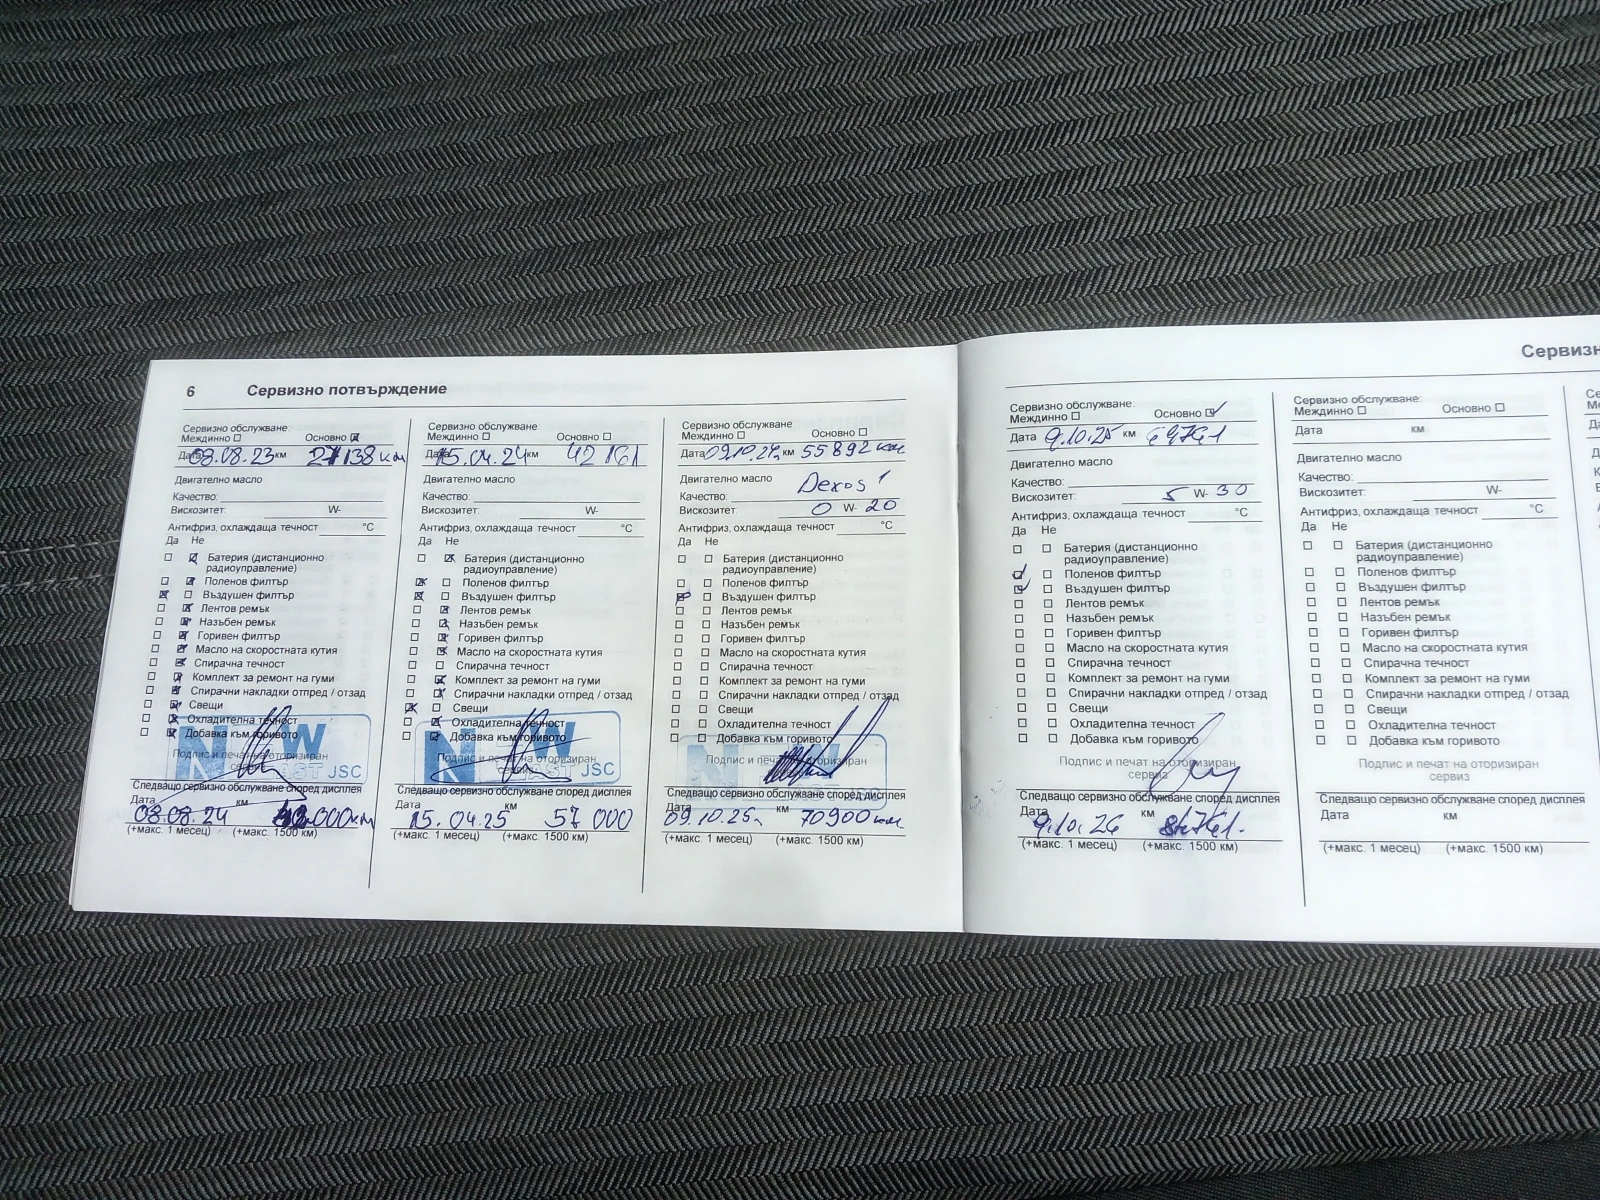 6 Сервизно потвърждение
Сервизно обслужване:
Междинно ☐ Основно ☒
Дата 08.08.23 км 27138 км
Двигателно масло
Качество:
Вискозитет: W-
Антифриз, охлаждаща течност °C
Да Не
☐ ☒ Батерия (дистанционно
радиоуправление)
☐ ☒ Поленов филтър
☒ ☐ Въздушен филтър
☐ ☒ Лентов ремък
☐ ☒ Назъбен ремък
☐ ☒ Горивен филтър
☐ ☒ Масло на скоростната кутия
☐ ☒ Спирачна течност
☐ ☒ Комплект за ремонт на гуми
☐ ☒ Спирачни накладки отпред / отзад
☐ ☒ Свещи
☐ ☒ Охладителна течност
☐ ☒ Добавка към горивото
Подпис и печат на оторизиран
JSC
Следващо сервизно обслужване според дисплея
Дата км
08.08.24
(+макс. 1 месец) (+макс. 1500 км)
Сервизно обслужване:
Междинно ☐ Основно ☐
Дата 15.04.24 км 42161
Двигателно масло
Качество:
Вискозитет: W-
Антифриз, охлаждаща течност °C
Да Не
☐ ☒ Батерия (дистанционно
радиоуправление)
☒ ☐ Поленов филтър
☒ ☐ Въздушен филтър
☐ ☒ Лентов ремък
☐ ☒ Назъбен ремък
☐ ☒ Горивен филтър
☐ ☒ Масло на скоростната кутия
☐ ☐ Спирачна течност
☐ ☒ Комплект за ремонт на гуми
☐ ☒ Спирачни накладки отпред / отзад
☒ ☐ Свещи
☐ ☒ Охладителна течност
☐ ☒ Добавка към горивото
Подпис и печат на оторизиран
сервиз
EAST JSC
Следващо сервизно обслужване според дисплея
Дата км
15.04.25 57 000
(+макс. 1 месец) (+макс. 1500 км)
Сервизно обслужване:
Междинно ☐ Основно ☐
Дата 09.10.24г. км 55892 км
Двигателно масло Dexos 1
Качество:
Вискозитет: 0 W- 20
Антифриз, охлаждаща течност °C
Да Не
☐ ☐ Батерия (дистанционно
радиоуправление)
☐ ☐ Поленов филтър
☒ ☐ Въздушен филтър
☐ ☐ Лентов ремък
☐ ☐ Назъбен ремък
☐ ☐ Горивен филтър
☐ ☐ Масло на скоростната кутия
☐ ☐ Спирачна течност
☐ ☐ Комплект за ремонт на гуми
☐ ☐ Спирачни накладки отпред / отзад
☐ ☐ Свещи
☐ ☐ Охладителна течност
☐ ☐ Добавка към горивото
Подпис и печат на оторизиран
Следващо сервизно обслужване според дисплея
Дата км
09.10.25г. 70900 км
(+макс. 1 месец) (+макс. 1500 км)
Сервизн
Сервизно обслужване:
Междинно ☐ Основно ☑
Дата 9.10.25 км 69761
Двигателно масло
Качество:
Вискозитет: 5 W- 30
Антифриз, охлаждаща течност °C
Да Не
☐ ☐ Батерия (дистанционно
радиоуправление)
☑ ☐ Поленов филтър
☑ ☐ Въздушен филтър
☐ ☐ Лентов ремък
☐ ☐ Назъбен ремък
☐ ☐ Горивен филтър
☐ ☐ Масло на скоростната кутия
☐ ☐ Спирачна течност
☐ ☐ Комплект за ремонт на гуми
☐ ☐ Спирачни накладки отпред / отзад
☐ ☐ Свещи
☐ ☐ Охладителна течност
☐ ☐ Добавка към горивото
Подпис и печат на оторизиран
сервиз
Следващо сервизно обслужване според дисплея
Дата км
9.10.26
(+макс. 1 месец) (+макс. 1500 км)
Сервизно обслужване:
Междинно ☐ Основно ☐
Дата км
Двигателно масло
Качество:
Вискозитет: W-
Антифриз, охлаждаща течност °C
Да Не
☐ ☐ Батерия (дистанционно
радиоуправление)
☐ ☐ Поленов филтър
☐ ☐ Въздушен филтър
☐ ☐ Лентов ремък
☐ ☐ Назъбен ремък
☐ ☐ Горивен филтър
☐ ☐ Масло на скоростната кутия
☐ ☐ Спирачна течност
☐ ☐ Комплект за ремонт на гуми
☐ ☐ Спирачни накладки отпред / отзад
☐ ☐ Свещи
☐ ☐ Охладителна течност
☐ ☐ Добавка към горивото
Подпис и печат на оторизиран
сервиз
Следващо сервизно обслужване според дисплея
Дата км
(+макс. 1 месец) (+макс. 1500 км)